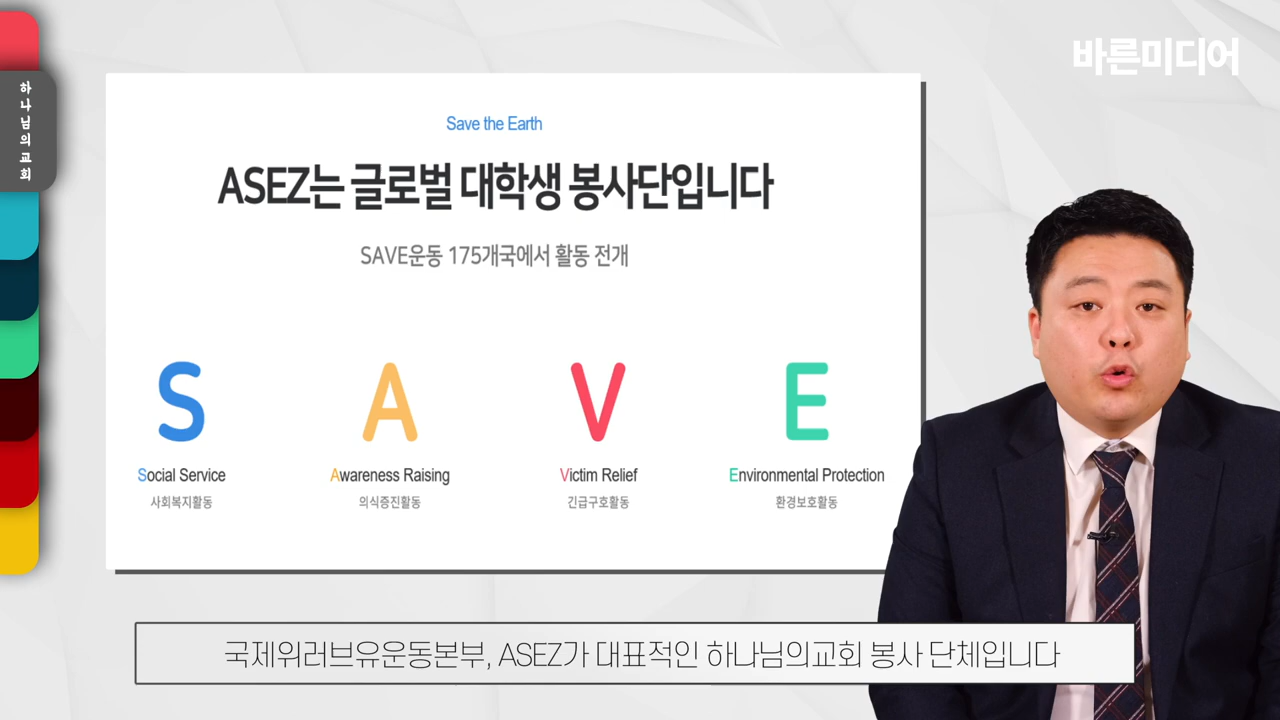 바른미디어
하나님의교회
Save the Earth
ASEZ는 글로벌 대학생 봉사단입니다
SAVE운동 175개국에서 활동 전개
S A V E
Social Service Awareness Raising Victim Relief Environmental Protection
사회복지활동 의식증진활동 긴급구호활동 환경보호활동
국제위러브유운동본부, ASEZ가 대표적인 하나님의교회 봉사 단체입니다